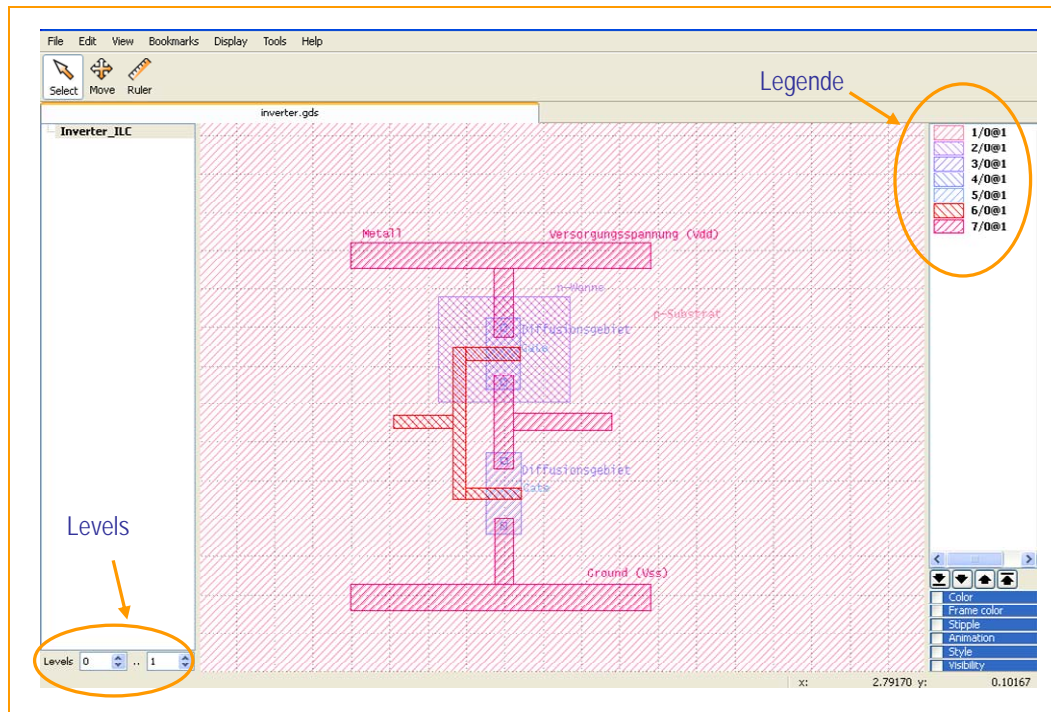 File Edit View Bookmarks Display Tools Help
Select Move Ruler
Legende
inverter.gds
Inverter_ILC
1/0@1
2/0@1
3/0@1
4/0@1
5/0@1
6/0@1
7/0@1
Metall Versorgungsspannung (Vdd)
n-Wanne
p-Substrat
Diffusionsgebiet
Gate
Diffusionsgebiet
Gate
Levels
Ground (Vss)
Color
Frame color
Stipple
Animation
Style
Visibility
Levels 0 .. 1
x: 2.79170 y: 0.10167